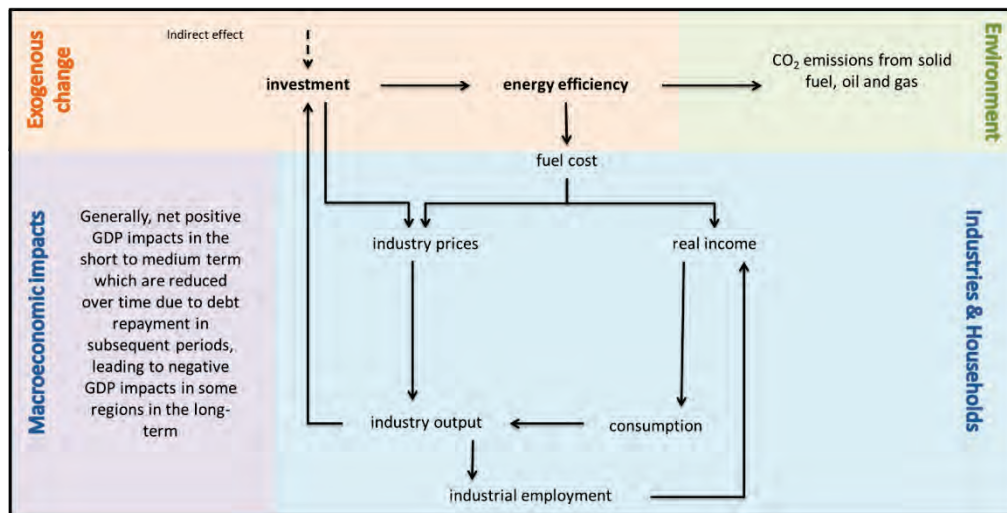 Exogenous
change
Indirect effect
investment
energy efficiency
CO₂ emissions from solid
fuel, oil and gas
Environment
fuel cost
Macroeconomic impacts
Generally, net positive
GDP impacts in the
short to medium term
which are reduced
over time due to debt
repayment in
subsequent periods,
leading to negative
GDP impacts in some
regions in the long-
term
industry prices
real income
Industries & Households
industry output
consumption
industrial employment